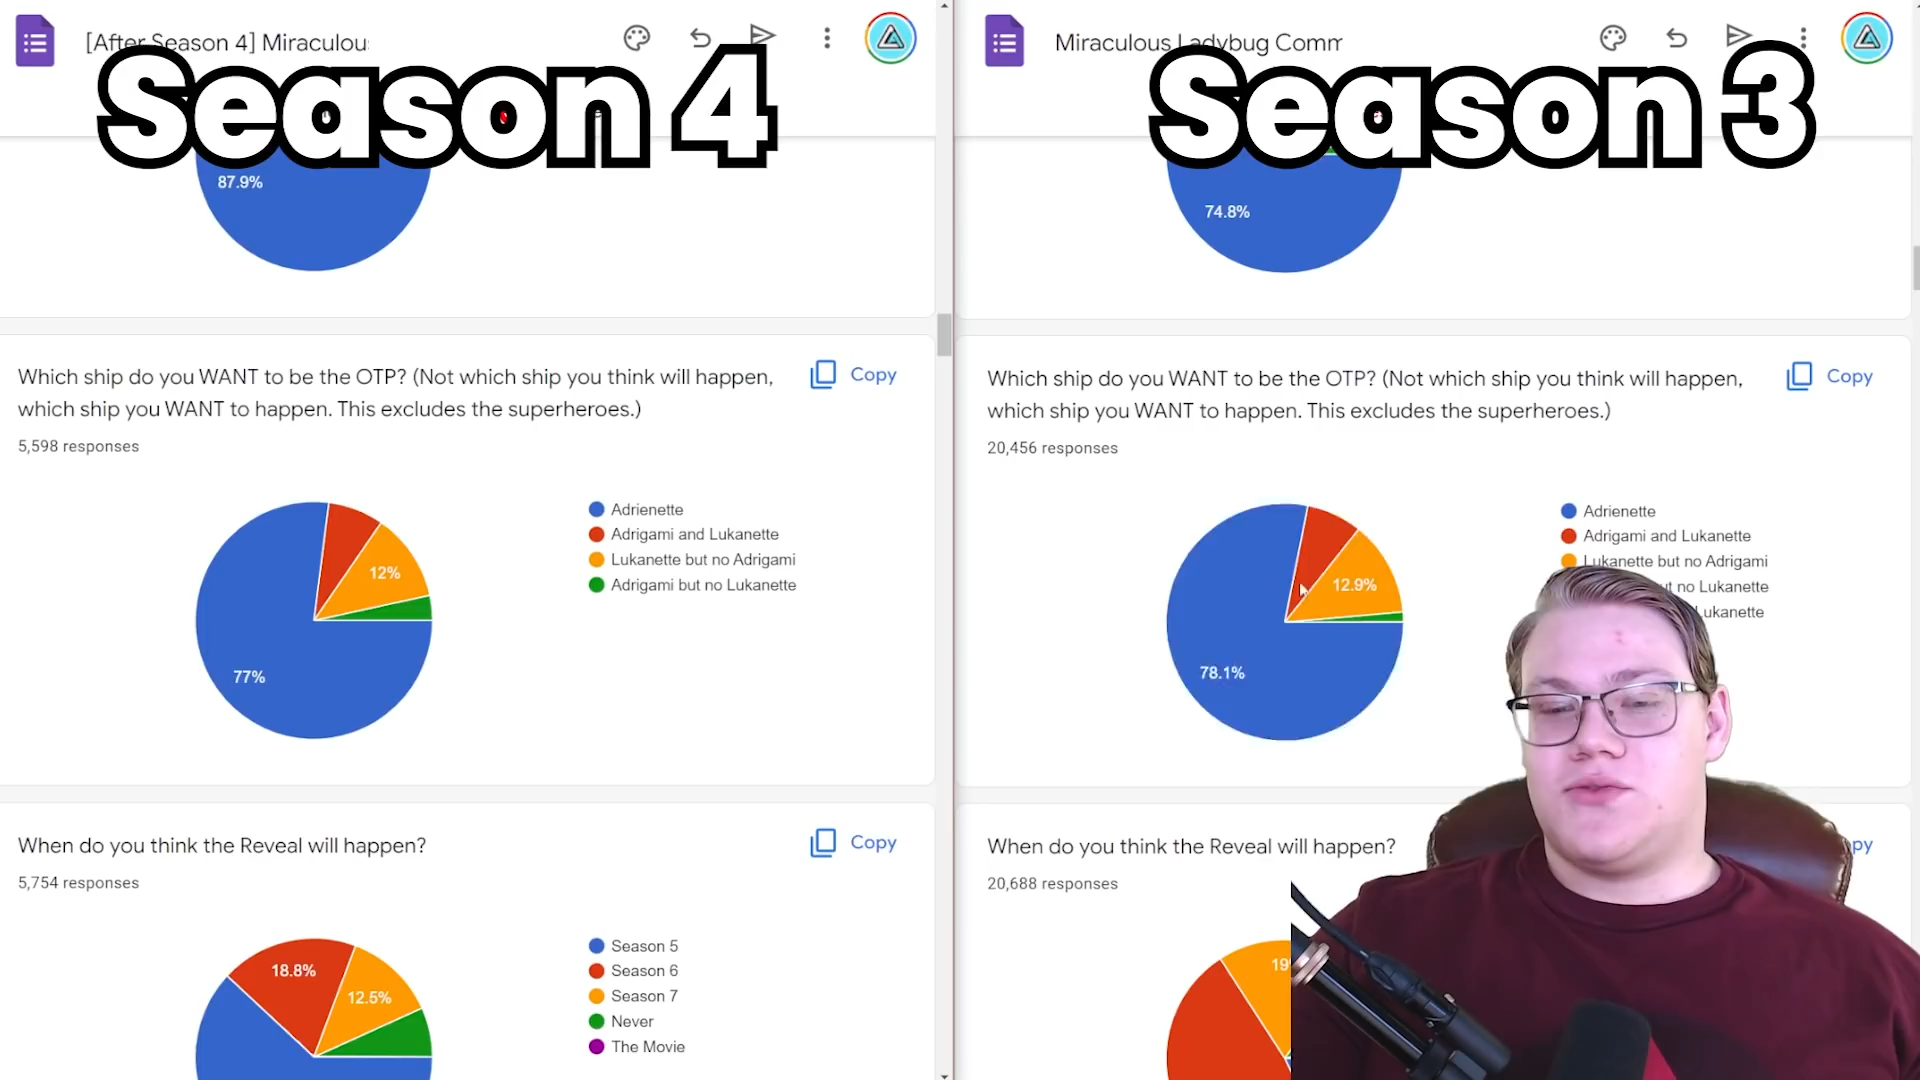 [After Season 4] Miraculou
Season 4
87.9%
Which ship do you WANT to be the OTP? (Not which ship you think will happen,
which ship you WANT to happen. This excludes the superheroes.)
Copy
5,598 responses
12%
77%
Adrienette
Adrigami and Lukanette
Lukanette but no Adrigami
Adrigami but no Lukanette
When do you think the Reveal will happen?
Copy
5,754 responses
18.8%
12.5%
Season 5
Season 6
Season 7
Never
The Movie
Miraculous Ladybug Comm
Season 3
74.8%
Which ship do you WANT to be the OTP? (Not which ship you think will happen,
which ship you WANT to happen. This excludes the superheroes.)
Copy
20,456 responses
12.9%
78.1%
Adrienette
Adrigami and Lukanette
Lukanette but no Adrigami
ut no Lukanette
Lukanette
When do you think the Reveal will happen?
py
20,688 responses
19